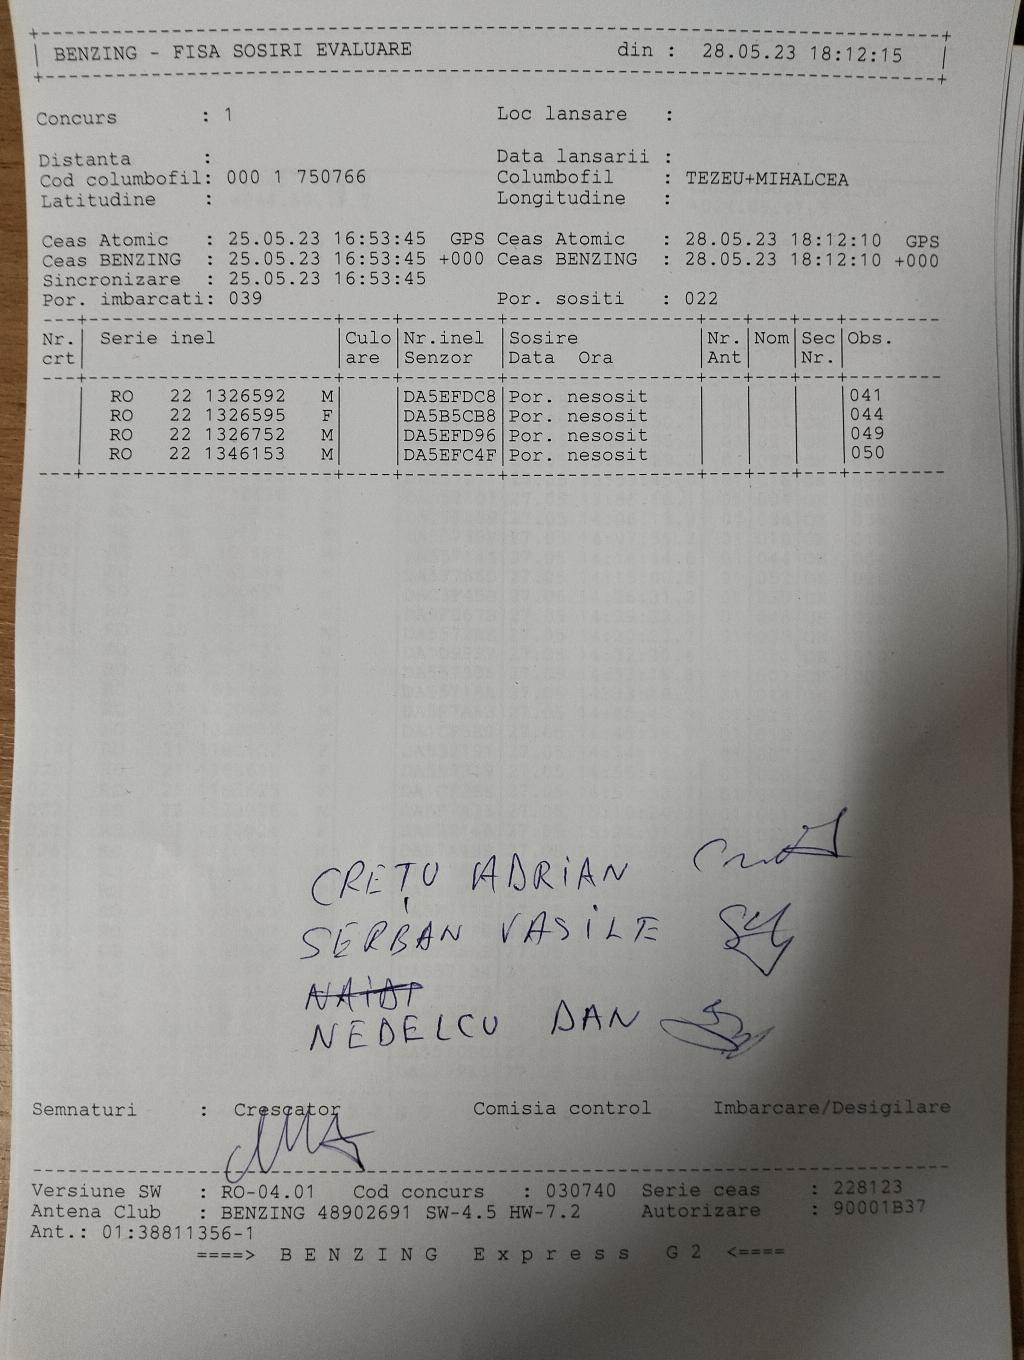 BENZING - FISA SOSIRI EVALUARE din : 28.05.23 18:12:15
Concurs : 1 Loc lansare :
Distanta : Data lansarii :
Cod columbofil: 000 1 750766 Columbofil : TEZEU+MIHALCEA
Latitudine : Longitudine :
Ceas Atomic : 25.05.23 16:53:45 GPS Ceas Atomic : 28.05.23 18:12:10 GPS
Ceas BENZING : 25.05.23 16:53:45 +000 Ceas BENZING : 28.05.23 18:12:10 +000
Sincronizare : 25.05.23 16:53:45
Por. imbarcati: 039 Por. sositi : 022
Nr. Serie inel Culo Nr.inel Sosire Nr. Nom Sec Obs.
crt are Senzor Data Ora Ant Nr.
RO 22 1326592 M DA5EFDC8 Por. nesosit 041
RO 22 1326595 F DA5B5CB8 Por. nesosit 044
RO 22 1326752 M DA5EFD96 Por. nesosit 049
RO 22 1346153 M DA5EFC4F Por. nesosit 050
CREȚU ADRIAN
SERBAN VASILE
NEDELCU DAN
Semnaturi : Crescator Comisia control Imbarcare/Desigilare
Versiune SW : RO-04.01 Cod concurs : 030740 Serie ceas : 228123
Antena Club : BENZING 48902691 SW-4.5 HW-7.2 Autorizare : 90001B37
Ant.: 01:38811356-1
====> B E N Z I N G E x p r e s s G 2 <====